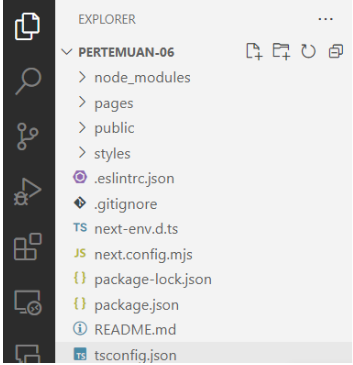 EXPLORER
PERTEMUAN-06
node_modules
pages
public
styles
.eslintrc.json
.gitignore
TS next-env.d.ts
JS next.config.mjs
{} package-lock.json
{} package.json
README.md
TS tsconfig.json